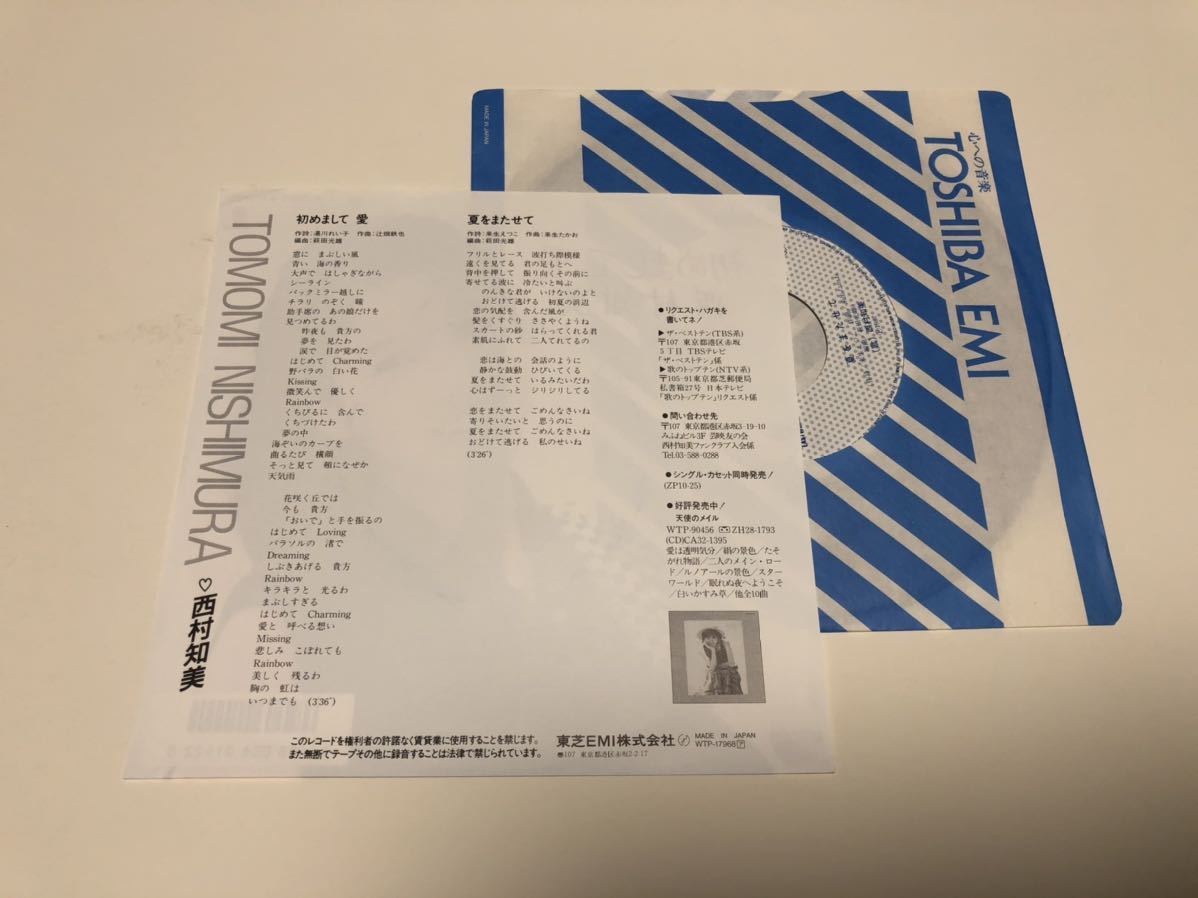 TOMOMI NISHIMURA ♡ 西村知美
初めまして 愛
作詩：湯川れい子 作曲：辻畑鉄也
編曲：萩田光雄
窓に まぶしい風
青い 海の香り
大声で はしゃぎながら
シーライン
バックミラー越しに
チラリ のぞく 瞳
助手席の あの娘だけを
見つめてるわ
昨夜も 貴方の
夢を 見たわ
涙で 目が覚めた
はじめて Charming
野バラの 白い花
Kissing
微笑んで 優しく
Rainbow
くちびるに 含んで
くちづけたわ
夢の中
海ぞいのカーブを
曲るたび 横顔
そっと見て 頬になぜか
天気雨
花咲く丘では
今も 貴方
「おいで」と手を振るの
はじめて Loving
パラソルの 渚で
Dreaming
しぶきあげる 貴方
Rainbow
キラキラと 光るわ
まぶしすぎる
はじめて Charming
愛と 呼べる想い
Missing
悲しみ こぼれても
Rainbow
美しく 残るわ
胸の 虹は
いつまでも (3'36")
夏をまたせて
作詩：来生えつこ 作曲：来生たかお
編曲：萩田光雄
フリルとレース 波打ち際模様
遠くを見てる 君の足もとへ
背中を押して 振り向くその前に
寄せてる波に 冷たいと叫ぶ
のんきな君が いけないのよと
おどけて逃げる 初夏の浜辺
恋の気配を 含んだ風が
髪をくすぐり ささやくようね
スカートの砂 はらってくれる君
素肌にふれて 二人てれてるの
恋は海との 会話のように
静かな鼓動 ひびいてくる
夏をまたせて いるみたいだわ
心はずーっと ジリジリしてる
恋をまたせて ごめんなさいね
寄りそいたいと 思うのに
夏をまたせて ごめんなさいね
おどけて逃げる 私のせいね
(3'26")
●リクエスト・ハガキを
書いてネ！
▶ザ・ベストテン(TBS系)
〒107 東京都港区赤坂
5丁目 TBSテレビ
「ザ・ベストテン」係
▶歌のトップテン(NTV系)
〒105-91 東京都芝郵便局
私書箱27号 日本テレビ
「歌のトップテン」リクエスト係
●問い合わせ先
〒107 東京都港区赤坂3-19-10
みふねビル3F 芸映友の会
西村知美ファンクラブ入会係
Tel.03-588-0288
●シングル・カセット同時発売！
(ZP10-25)
●好評発売中！
天使のメイル
WTP-90456 ZH28-1793
(CD)CA32-1395
愛は透明気分／絹の景色／たそ
がれ物語／二人のメイン・ロー
ド／ルノアールの景色／スター
ワールド／眠れぬ夜へようこそ
／白いかすみ草／他全10曲
このレコードを権利者の許諾なく賃貸業に使用することを禁じます。
また無断でテープその他に録音することは法律で禁じられています。
東芝EMI株式会社 Ⓟ
☎107 東京都港区赤坂2-2-17
MADE IN JAPAN
WTP-17968
MADE IN JAPAN
心への音楽
TOSHIBA EMI
夏をまたせて